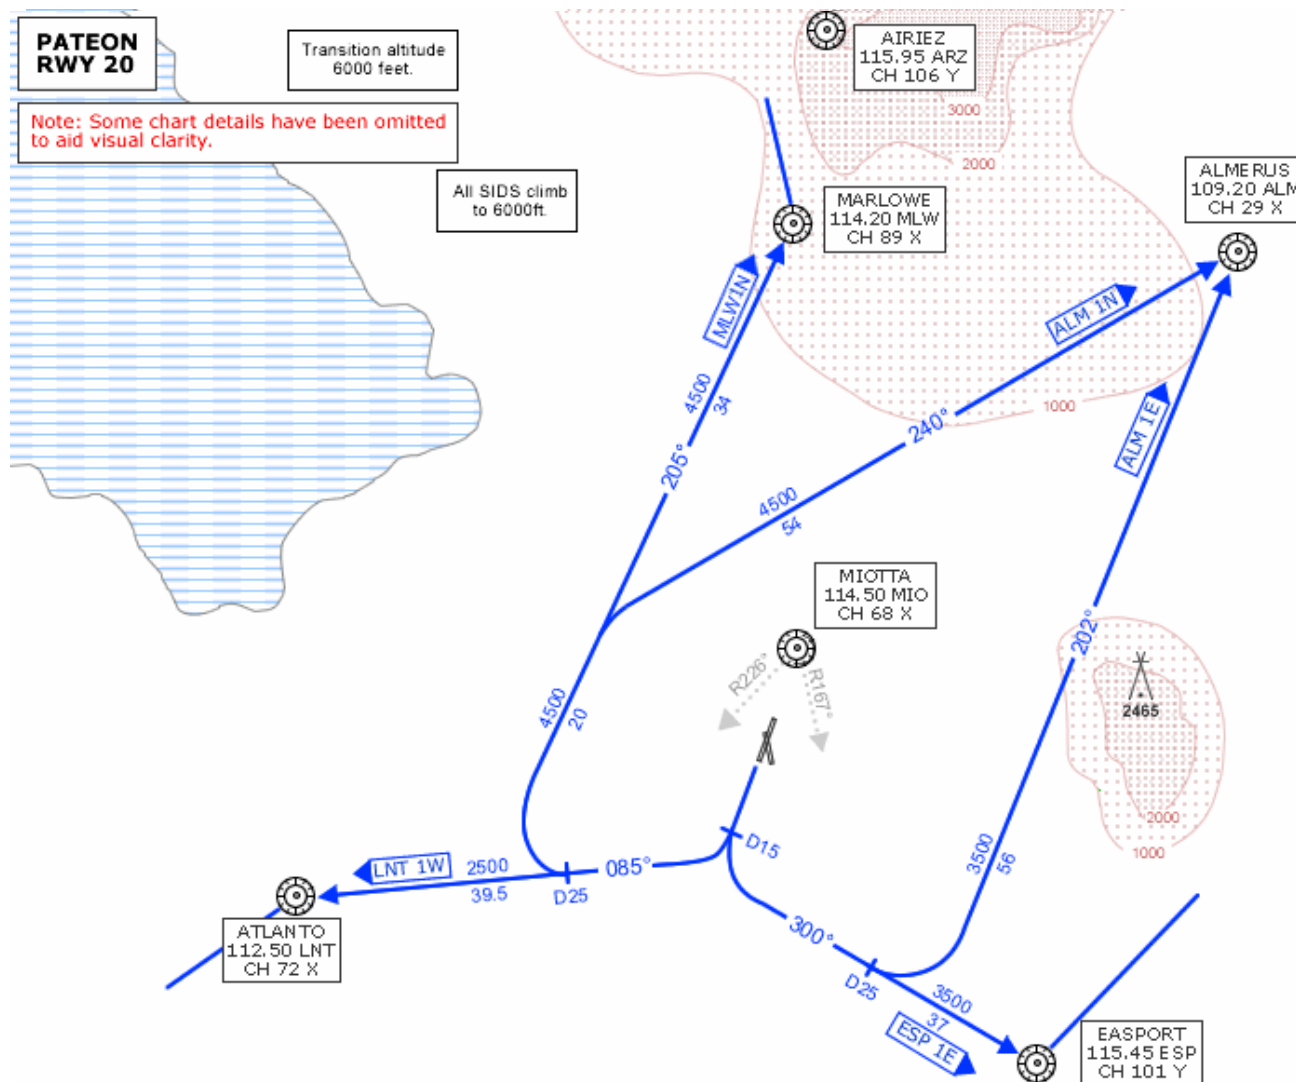 PATEON
RWY 20
Transition altitude
6000 feet.
Note: Some chart details have been omitted
to aid visual clarity.
All SIDS climb
to 6000ft.
AIRIEZ
115.95 ARZ
CH 106 Y
3000
2000
ALMERUS
109.20 ALM
CH 29 X
MARLOWE
114.20 MLW
CH 89 X
MLW1N
ALM 1N
4500
34
1000
ALM 1E
240°
205°
4500
54
MIOTTA
114.50 MIO
CH 68 X
202°
R226°
R167°
2465
4500
20
2000
1000
D15
3500
56
LNT 1W
2500
39.5
085°
D25
300°
ATLANTO
112.50 LNT
CH 72 X
D25
3500
37
ESP 1E
EASPORT
115.45 ESP
CH 101 Y